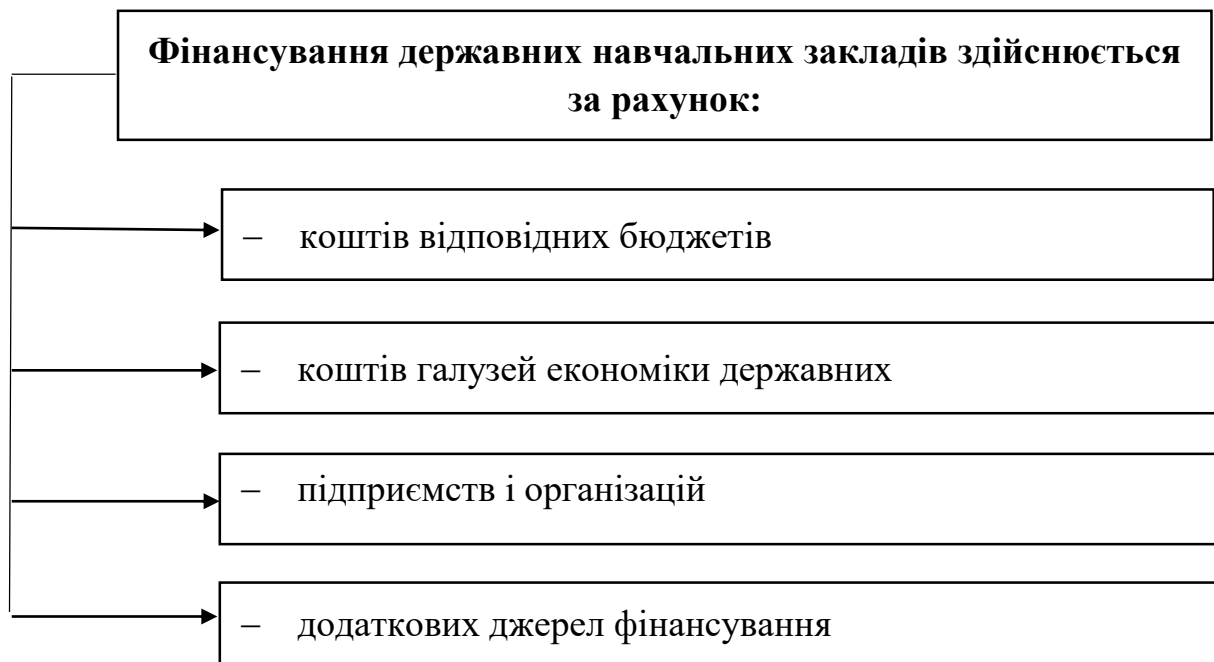 Фінансування державних навчальних закладів здійснюється
за рахунок:
– коштів відповідних бюджетів
– коштів галузей економіки державних
– підприємств і організацій
– додаткових джерел фінансування